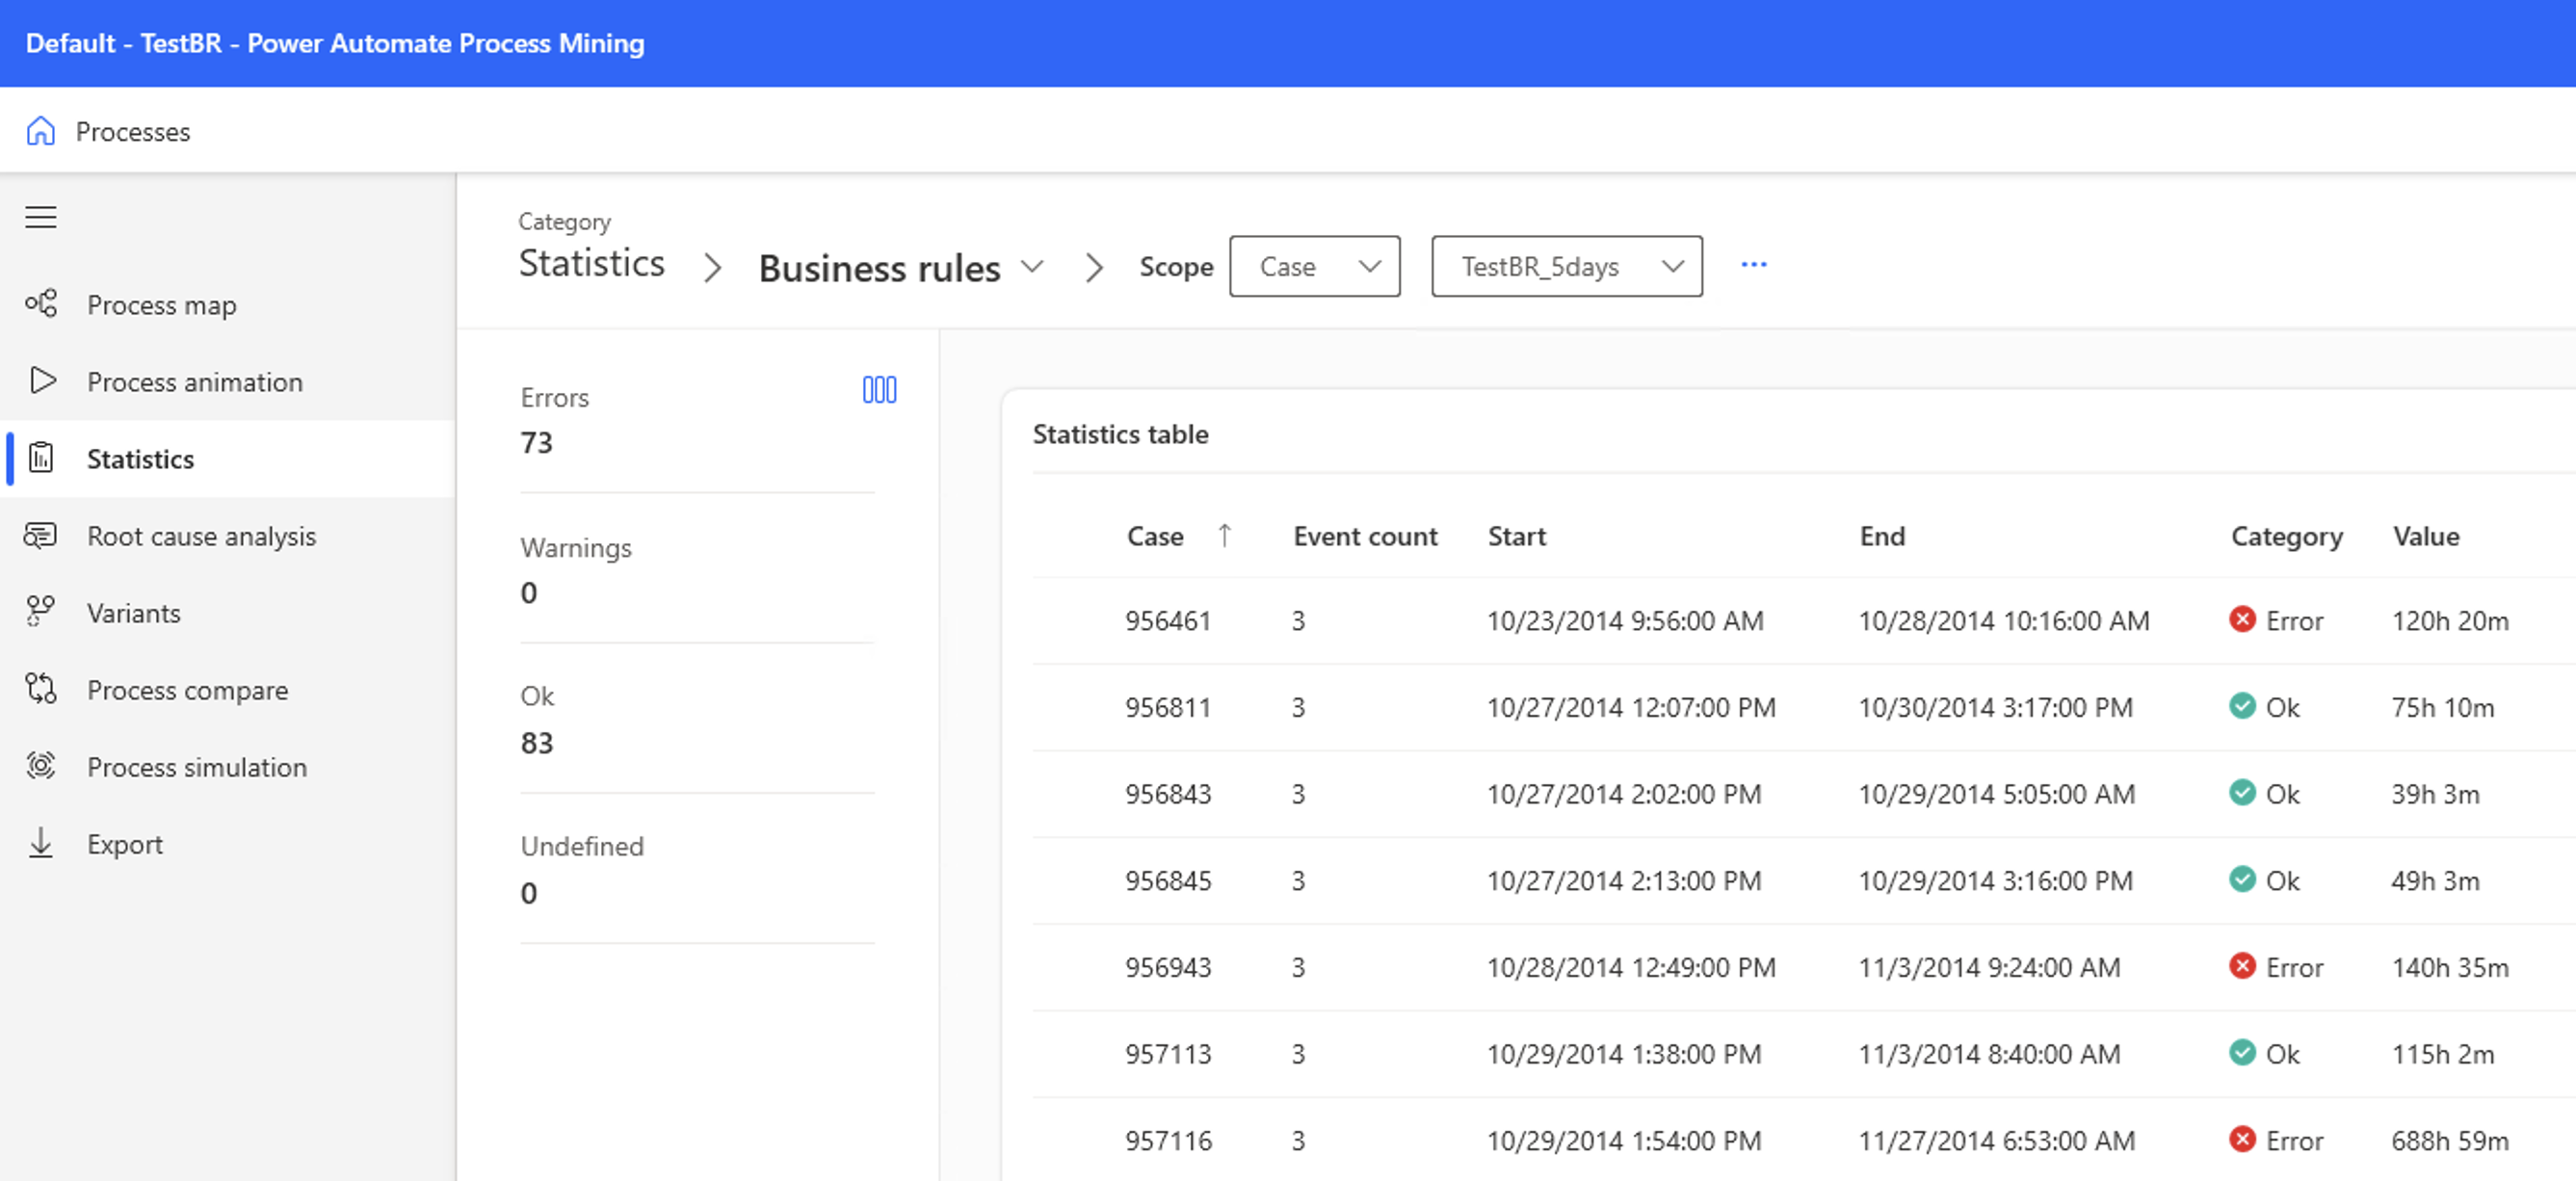 Default - TestBR - Power Automate Process Mining
Processes
Process map
Process animation
Statistics
Root cause analysis
Variants
Process compare
Process simulation
Export
Category
Statistics Business rules Scope Case TestBR_5days ...
Errors
73
Warnings
0
Ok
83
Undefined
0
Statistics table
Case Event count Start End Category Value
956461 3 10/23/2014 9:56:00 AM 10/28/2014 10:16:00 AM Error 120h 20m
956811 3 10/27/2014 12:07:00 PM 10/30/2014 3:17:00 PM Ok 75h 10m
956843 3 10/27/2014 2:02:00 PM 10/29/2014 5:05:00 AM Ok 39h 3m
956845 3 10/27/2014 2:13:00 PM 10/29/2014 3:16:00 PM Ok 49h 3m
956943 3 10/28/2014 12:49:00 PM 11/3/2014 9:24:00 AM Error 140h 35m
957113 3 10/29/2014 1:38:00 PM 11/3/2014 8:40:00 AM Ok 115h 2m
957116 3 10/29/2014 1:54:00 PM 11/27/2014 6:53:00 AM Error 688h 59m